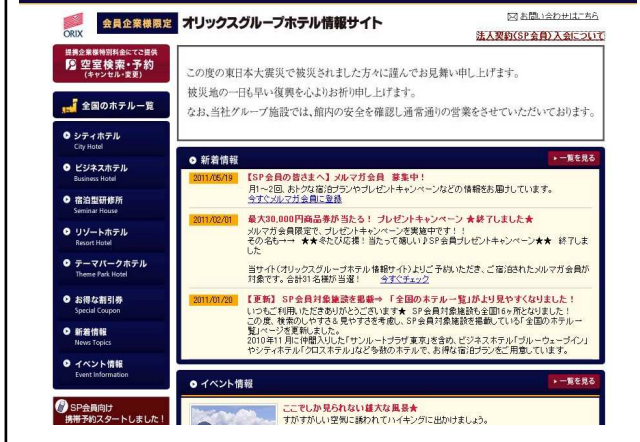 ORIX
会員企業様限定 オリックスグループホテル情報サイト
お問い合わせはこちら
法人契約(SP会員)入会について
提携企業様特別料金にてご提供
空室検索・予約
(キャンセル・変更)
全国のホテル一覧
シティホテル
City Hotel
ビジネスホテル
Business Hotel
宿泊型研修所
Seminar House
リゾートホテル
Resort Hotel
テーマパークホテル
Theme Park Hotel
お得な割引券
Special Coupon
新着情報
News Topics
イベント情報
Event Information
SP会員向け
携帯予約スタートしました!
この度の東日本大震災で被災されました方々に謹んでお見舞い申し上げます。
被災地の一日も早い復興を心よりお祈り申し上げます。
なお、当社グループ施設では、館内の安全を確認し通常通りの営業をさせていただいております。
新着情報
一覧を見る
2011/05/19 【SP会員の皆さまへ】メルマガ会員 募集中!
月1~2回、おトクな宿泊プランやプレゼントキャンペーンなどの情報をお届けしています。
今すぐメルマガ会員に登録
2011/02/01 最大30,000円商品券が当たる! プレゼントキャンペーン ★終了しました★
メルマガ会員限定で、プレゼントキャンペーンを実施中です!!
その名も→→ ★★冬たび応援!当たって嬉しい♪SP会員プレゼントキャンペーン★★ 終了しま
した
当サイト(オリックスグループホテル情報サイト)よりご予約いただき、ご宿泊されたメルマガ会員が
対象です。合計31名様が当選! 今すぐチェック
2011/01/20 【更新】 SP会員対象施設を掲載⇒ 「全国のホテル一覧」がより見やすくなりました!
いつもご利用いただきありがとうございます★ SP会員対象施設も全国16ヶ所となりました!
この度、検索のしやすさ&見やすさを考慮し、SP会員対象施設を掲載している「全国のホテル一
覧」ページを更新しました。
2010年11月に仲間入りした「サンルートプラザ東京」を含め、ビジネスホテル「ブルーウェーブイン」
やシティホテル「クロスホテル」など多数のホテルで、お得な宿泊プランをご用意しています。
イベント情報
一覧を見る
ここでしか見られない雄大な風景★
すがすがしい空気に誘われてハイキングに出かけましょう。